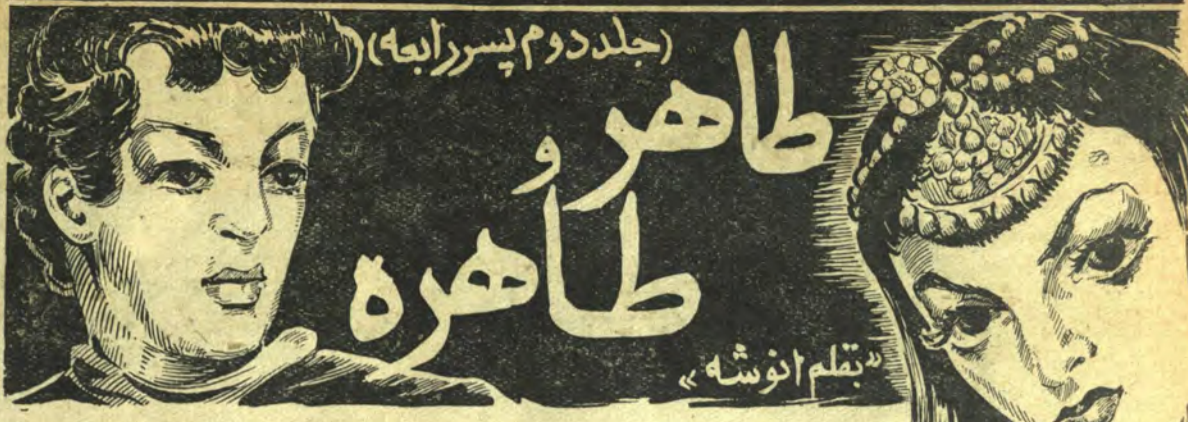 (جلد دوم پسر رابعه)
طاهر
و
طاهره
«بقلم انوشه»